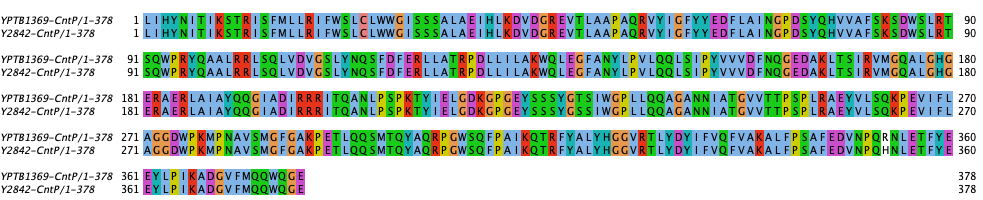 YPTB1369-CntP/1-378 1 LIHYNITIKSTRISFMLLRIFWSLCLWWGISSSALAEIHLKDVDGREVTLAAPAQRVYIGFYYEDFLAINGPDSYQHVVAFSKSDWSLRT 90
Y2842-CntP/1-378 1 LIHYNITIKSTRISFMLLRIFWSLCLWWGISSSALAEIHLKDVDGREVTLAAPAQRVYIGFYYEDFLAINGPDSYQHVVAFSKSDWSLRT 90
YPTB1369-CntP/1-378 91 SQWPRYQAALRRLSQLVDVGSLYNQSFDFERLLATRPDLLILAKWQLEGFANYLPVLQQLSIPYVVVDFNQGEDAKLTSIRVMGQALGHG 180
Y2842-CntP/1-378 91 SQWPRYQAALRRLSQLVDVGSLYNQSFDFERLLATRPDLLILAKWQLEGFANYLPVLQQLSIPYVVVDFNQGEDAKLTSIRVMGQALGHG 180
YPTB1369-CntP/1-378 181 ERAERLAIAYQQGIADIRRRITQANLPSPKTYIELGDKGPGEYSSSYGTSIWGPLLQQAGANNIATGVVTTPSPLRAEYVLSQKPEVIFL 270
Y2842-CntP/1-378 181 ERAERLAIAYQQGIADIRRRITQANLPSPKTYIELGDKGPGEYSSSYGTSIWGPLLQQAGANNIATGVVTTPSPLRAEYVLSQKPEVIFL 270
YPTB1369-CntP/1-378 271 AGGDWPKMPNAVSMGFGAKPETLQQSMTQYAQRPGWSQFPAIKQTRFYALYHGGVRTLYDYIFVQFVAKALFPSAFEDVNPQRNLETFYE 360
Y2842-CntP/1-378 271 AGGDWPKMPNAVSMGFGAKPETLQQSMTQYAQRPGWSQFPAIKQTRFYALYHGGVRTLYDYIFVQFVAKALFPSAFEDVNPQHNLETFYE 360
YPTB1369-CntP/1-378 361 EYLPIKADGVFMQQWQGE 378
Y2842-CntP/1-378 361 EYLPIKADGVFMQQWQGE 378